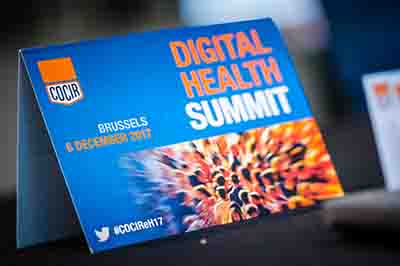 COCIR
DIGITAL
HEALTH
SUMMIT
BRUSSELS
6 DECEMBER 2017
#COCIReH17